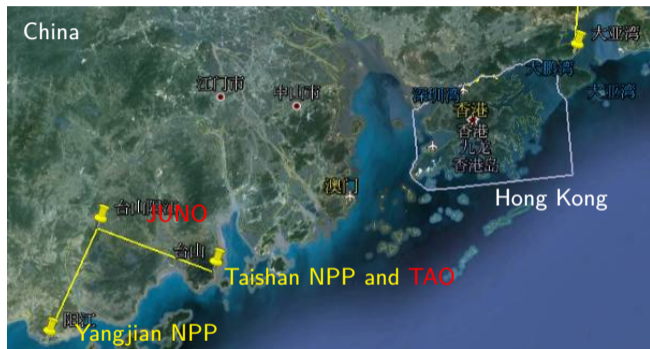 China
大亚湾
大鹏湾
江门市
中山市
深圳湾
大亚湾
香港
香港
九龙
香港岛
澳门
Hong Kong
台山
JUNO
台山
Taishan NPP and TAO
阳江
Yangjian NPP